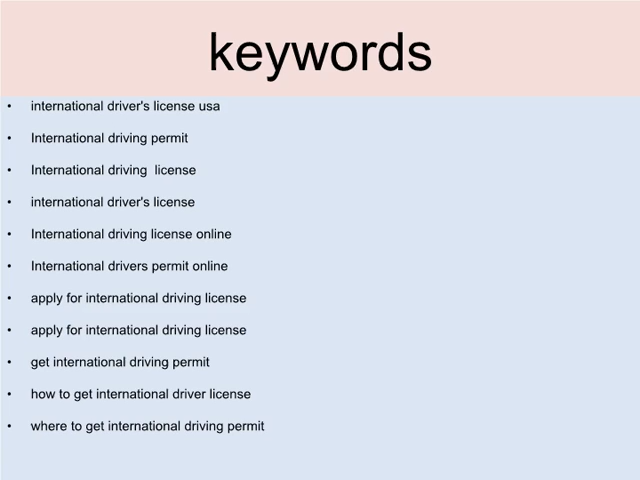 keywords
• international driver's license usa
• International driving permit
• International driving  license
• international driver's license
• International driving license online
• International drivers permit online
• apply for international driving license
• apply for international driving license
• get international driving permit
• how to get international driver license
• where to get international driving permit